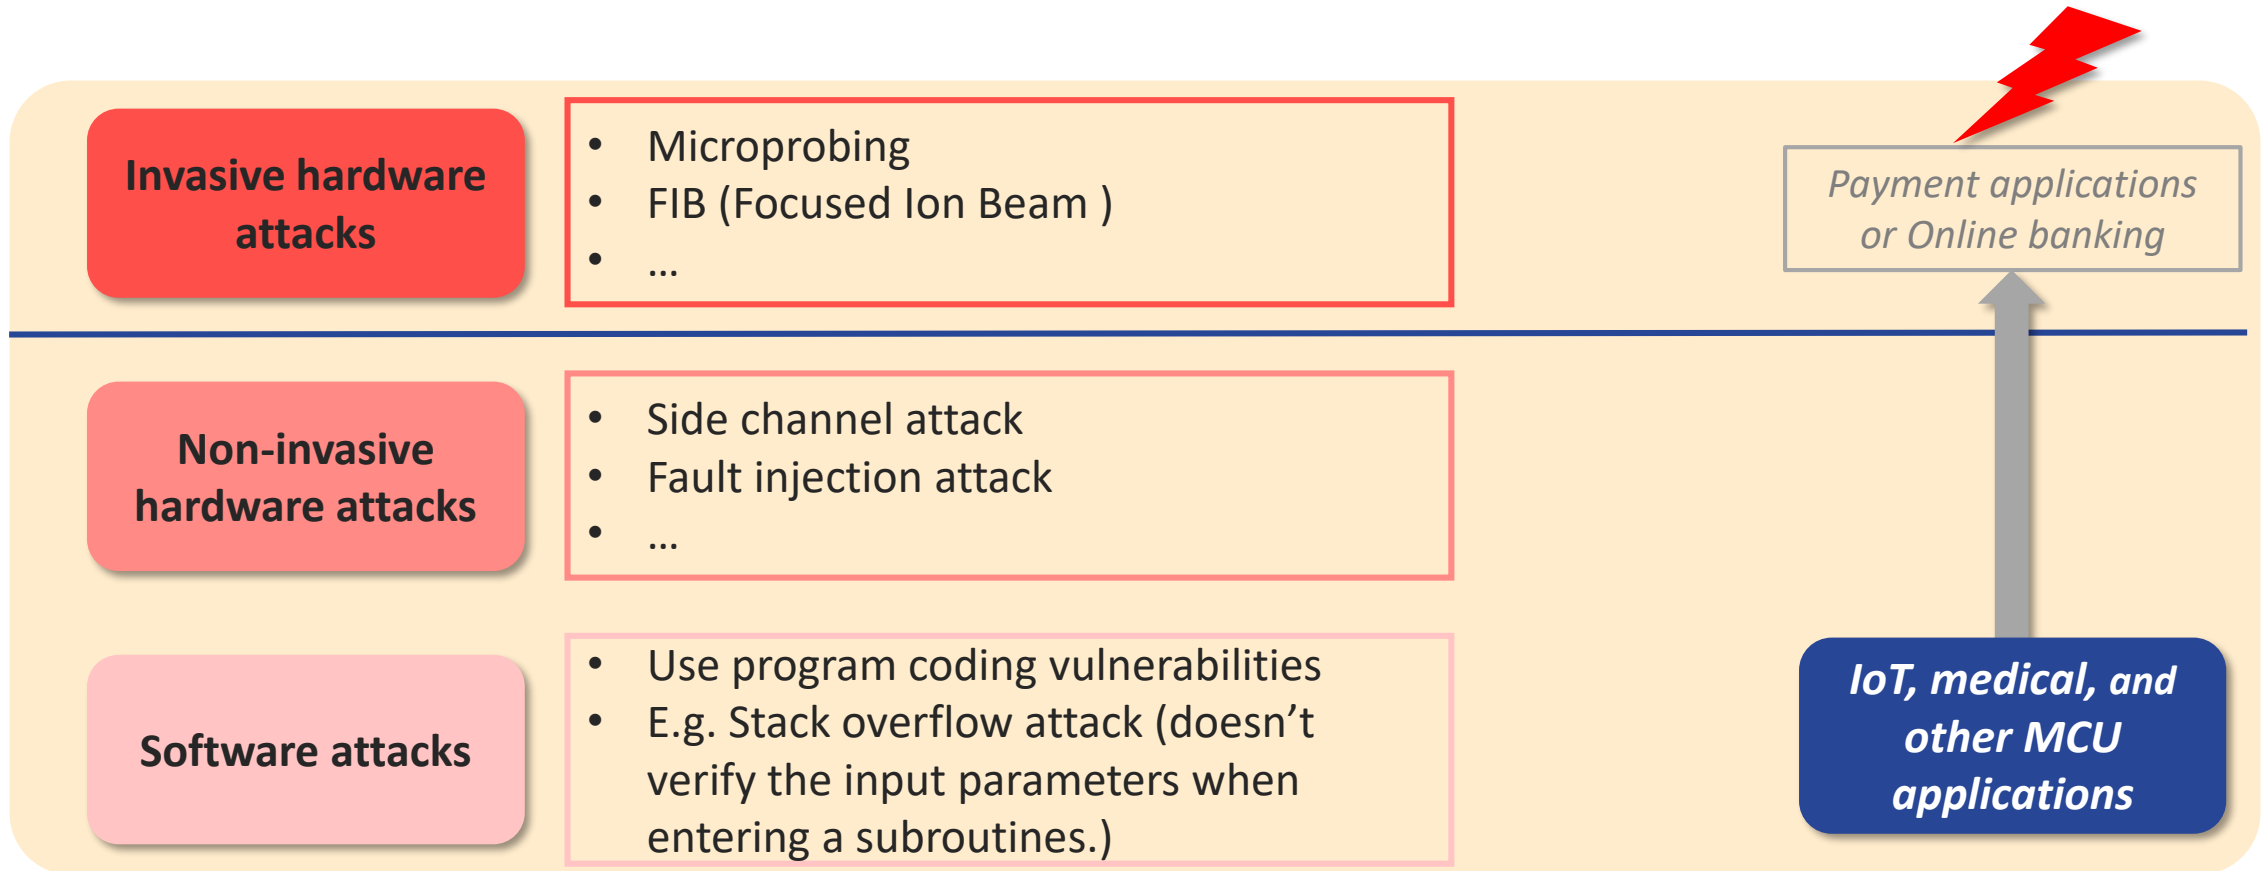 Invasive hardware
attacks
• Microprobing
• FIB (Focused Ion Beam )
• ...
Payment applications
or Online banking
Non-invasive
hardware attacks
• Side channel attack
• Fault injection attack
• ...
Software attacks
• Use program coding vulnerabilities
• E.g. Stack overflow attack (doesn’t
verify the input parameters when
entering a subroutines.)
IoT, medical, and
other MCU
applications